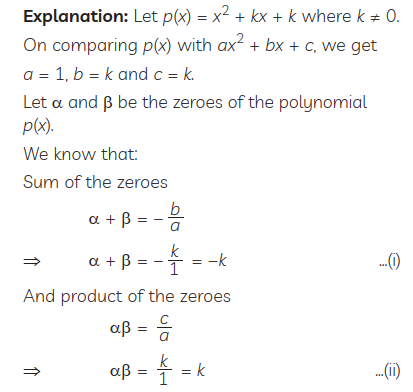 Explanation: Let p(x) = x² + kx + k where k ≠ 0.
On comparing p(x) with ax² + bx + c, we get
a = 1, b = k and c = k.
Let α and β be the zeroes of the polynomial
p(x).
We know that:
Sum of the zeroes
α + β = – b/a
⇒ α + β = – k/1 = –k ...(i)
And product of the zeroes
αβ = c/a
⇒ αβ = k/1 = k ...(ii)